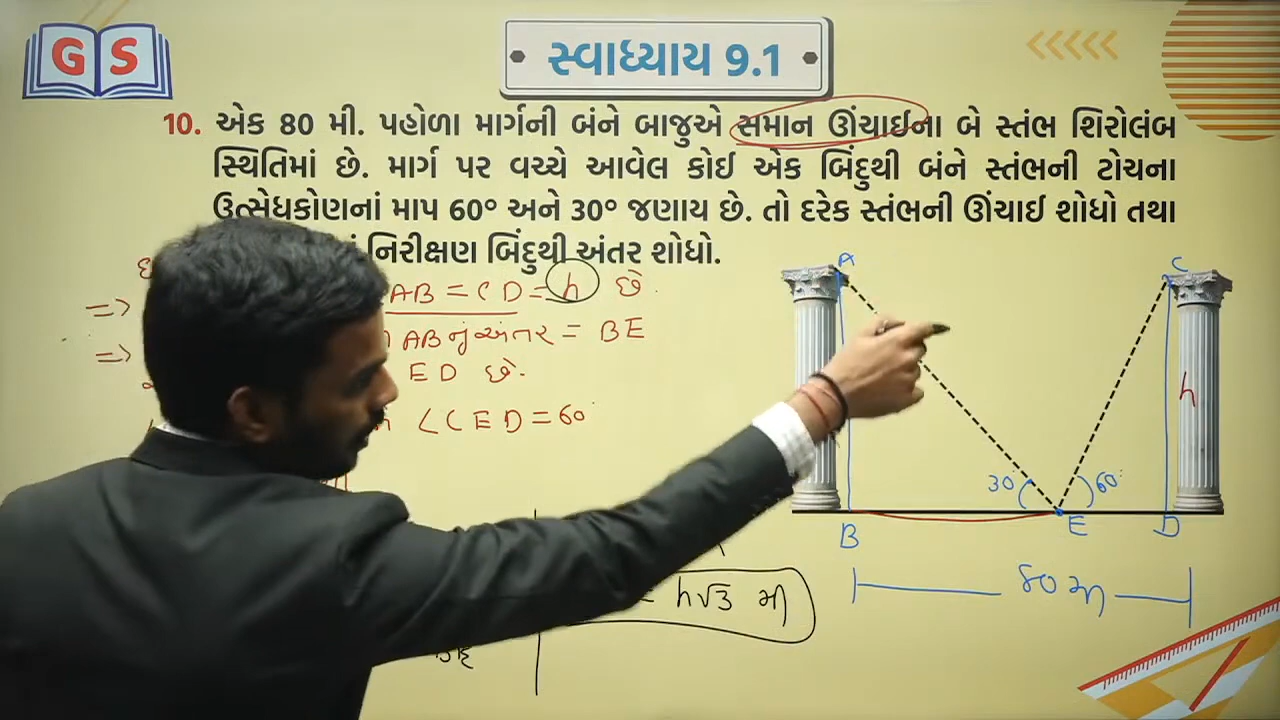 GS
સ્વાધ્યાય 9.1
10. એક 80 મી. પહોળા માર્ગની બંને બાજુએ સમાન ઊંચાઈના બે સ્તંભ શિરોલંબ
સ્થિતિમાં છે. માર્ગ પર વચ્ચે આવેલ કોઈ એક બિંદુથી બંને સ્તંભની ટોચના
ઉત્સેધકોણનાં માપ 60° અને 30° જણાય છે. તો દરેક સ્તંભની ઊંચાઈ શોધો તથા
નિરીક્ષણ બિંદુથી અંતર શોધો.
=> AB = CD = h છે.
=> AB નું અંતર = BE
ED છે.
∠CED = 60°
= h√3 મી
A
C
h
30°
60°
B
E
D
80 મી